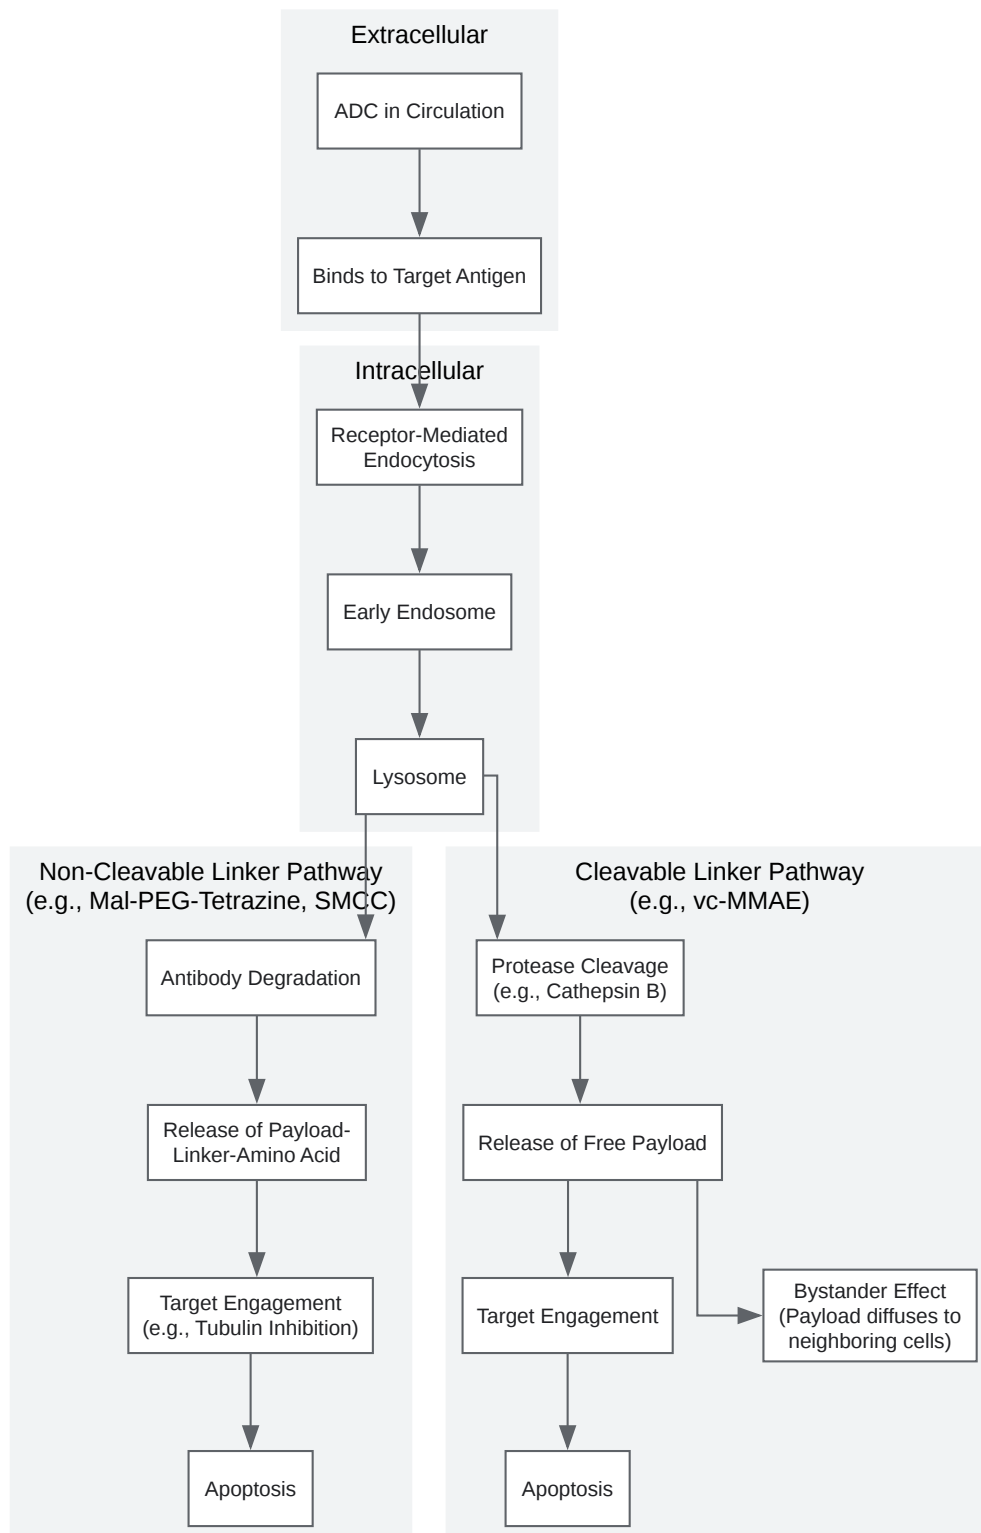 Extracellular
ADC in Circulation
Binds to Target Antigen
Intracellular
Receptor-Mediated
Endocytosis
Early Endosome
Lysosome
Non-Cleavable Linker Pathway
(e.g., Mal-PEG-Tetrazine, SMCC)
Antibody Degradation
Release of Payload-
Linker-Amino Acid
Target Engagement
(e.g., Tubulin Inhibition)
Apoptosis
Cleavable Linker Pathway
(e.g., vc-MMAE)
Protease Cleavage
(e.g., Cathepsin B)
Release of Free Payload
Target Engagement
Bystander Effect
(Payload diffuses to
neighboring cells)
Apoptosis